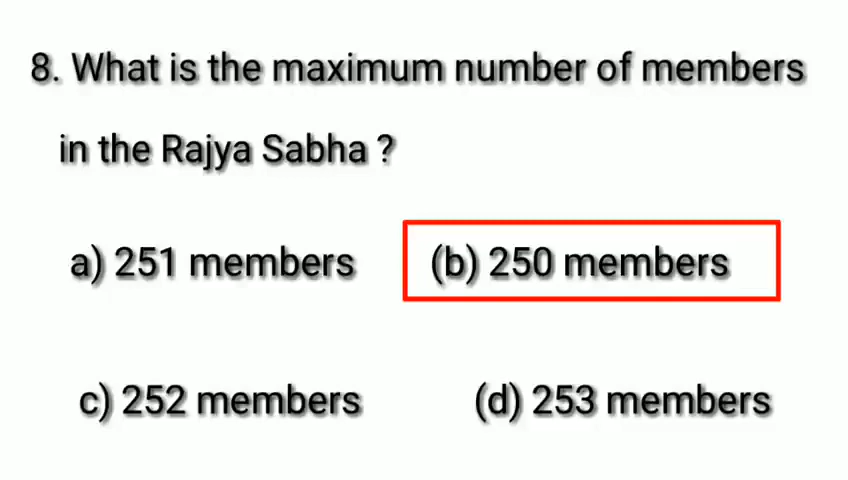 8. What is the maximum number of members
in the Rajya Sabha ?
a) 251 members (b) 250 members
c) 252 members (d) 253 members